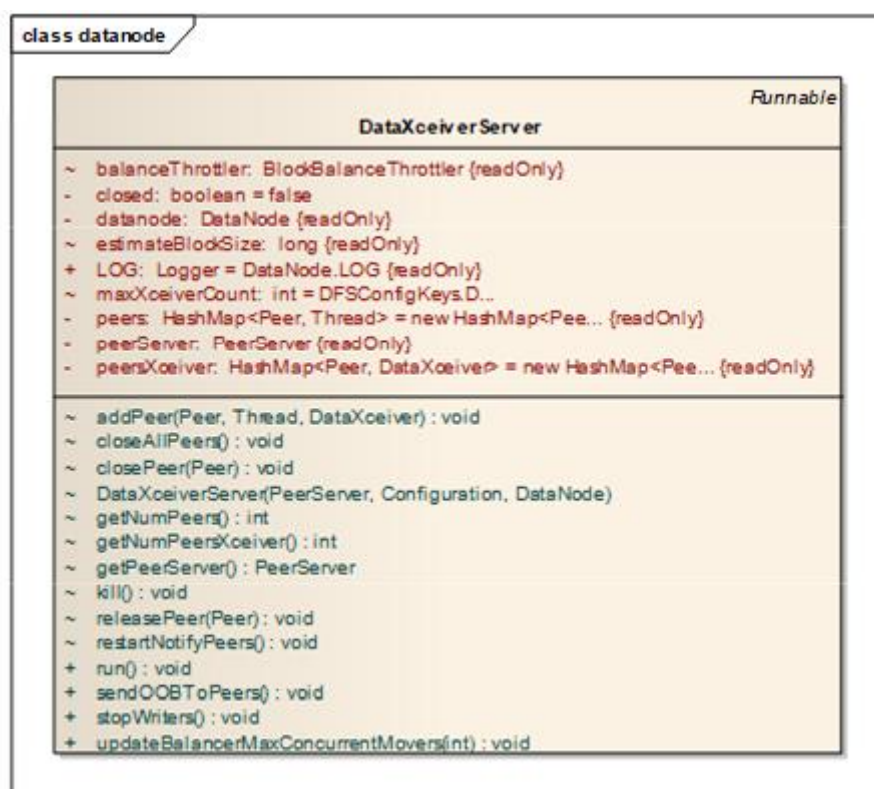 class datanode
Runnable
DataXceiverServer
~ balanceThrottler: BlockBalanceThrottler {readOnly}
- closed: boolean = false
- datanode: DataNode {readOnly}
~ estimateBlockSize: long {readOnly}
+ LOG: Logger = DataNode.LOG {readOnly}
~ maxXceiverCount: int = DFSConfigKeys.D...
- peers: HashMap<Peer, Thread> = new HashMap<Pee... {readOnly}
- peerServer: PeerServer {readOnly}
- peersXceiver: HashMap<Peer, DataXceiver> = new HashMap<Pee... {readOnly}
~ addPeer(Peer, Thread, DataXceiver) : void
~ closeAllPeers() : void
~ closePeer(Peer) : void
~ DataXceiverServer(PeerServer, Configuration, DataNode)
~ getNumPeers() : int
~ getNumPeersXceiver() : int
~ getPeerServer() : PeerServer
~ kill() : void
~ releasePeer(Peer) : void
~ restartNotifyPeers() : void
+ run() : void
+ sendOOBToPeers() : void
+ stopWriters() : void
+ updateBalancerMaxConcurrentMovers(int) : void